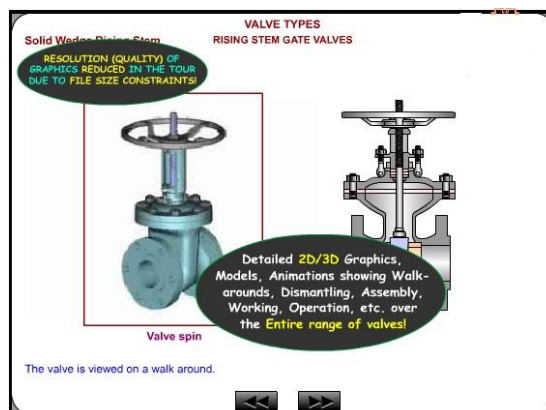 VALVE TYPES
Solid Wedge Rising Stem
RISING STEM GATE VALVES
RESOLUTION (QUALITY) OF
GRAPHICS REDUCED IN THE TOUR
DUE TO FILE SIZE CONSTRAINTS!
Detailed 2D/3D Graphics,
Models, Animations showing Walk-
arounds, Dismantling, Assembly,
Working, Operation, etc. over
the Entire range of valves!
Valve spin
The valve is viewed on a walk around.